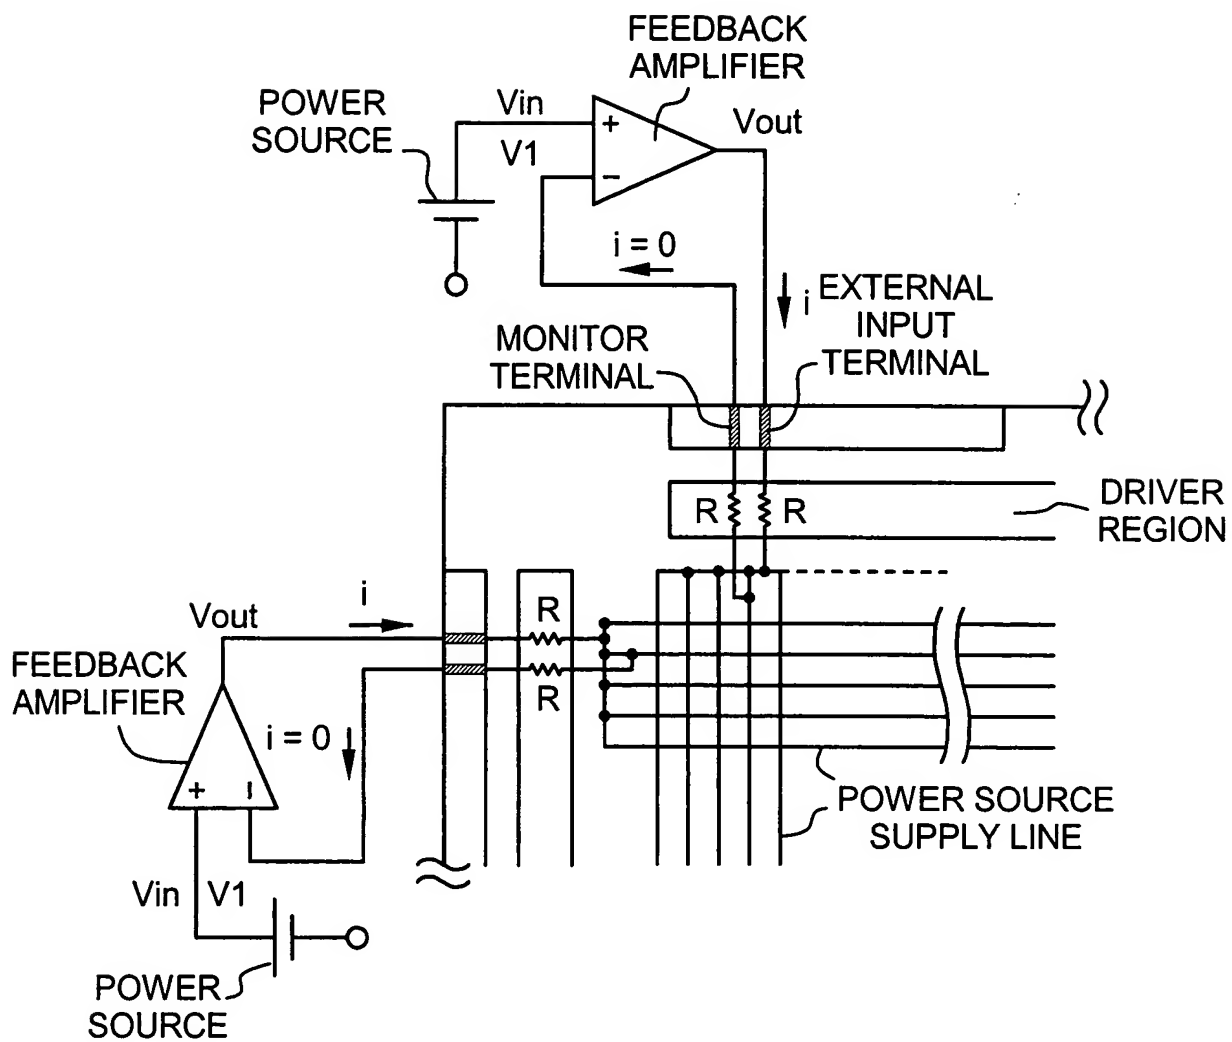 FEEDBACK
AMPLIFIER
POWER
SOURCE
Vin
Vout
V1
+
−
i = 0
i
EXTERNAL
INPUT
TERMINAL
MONITOR
TERMINAL
R
R
DRIVER
REGION
i
Vout
R
R
FEEDBACK
AMPLIFIER
i = 0
+
−
POWER SOURCE
SUPPLY LINE
Vin
V1
POWER
SOURCE